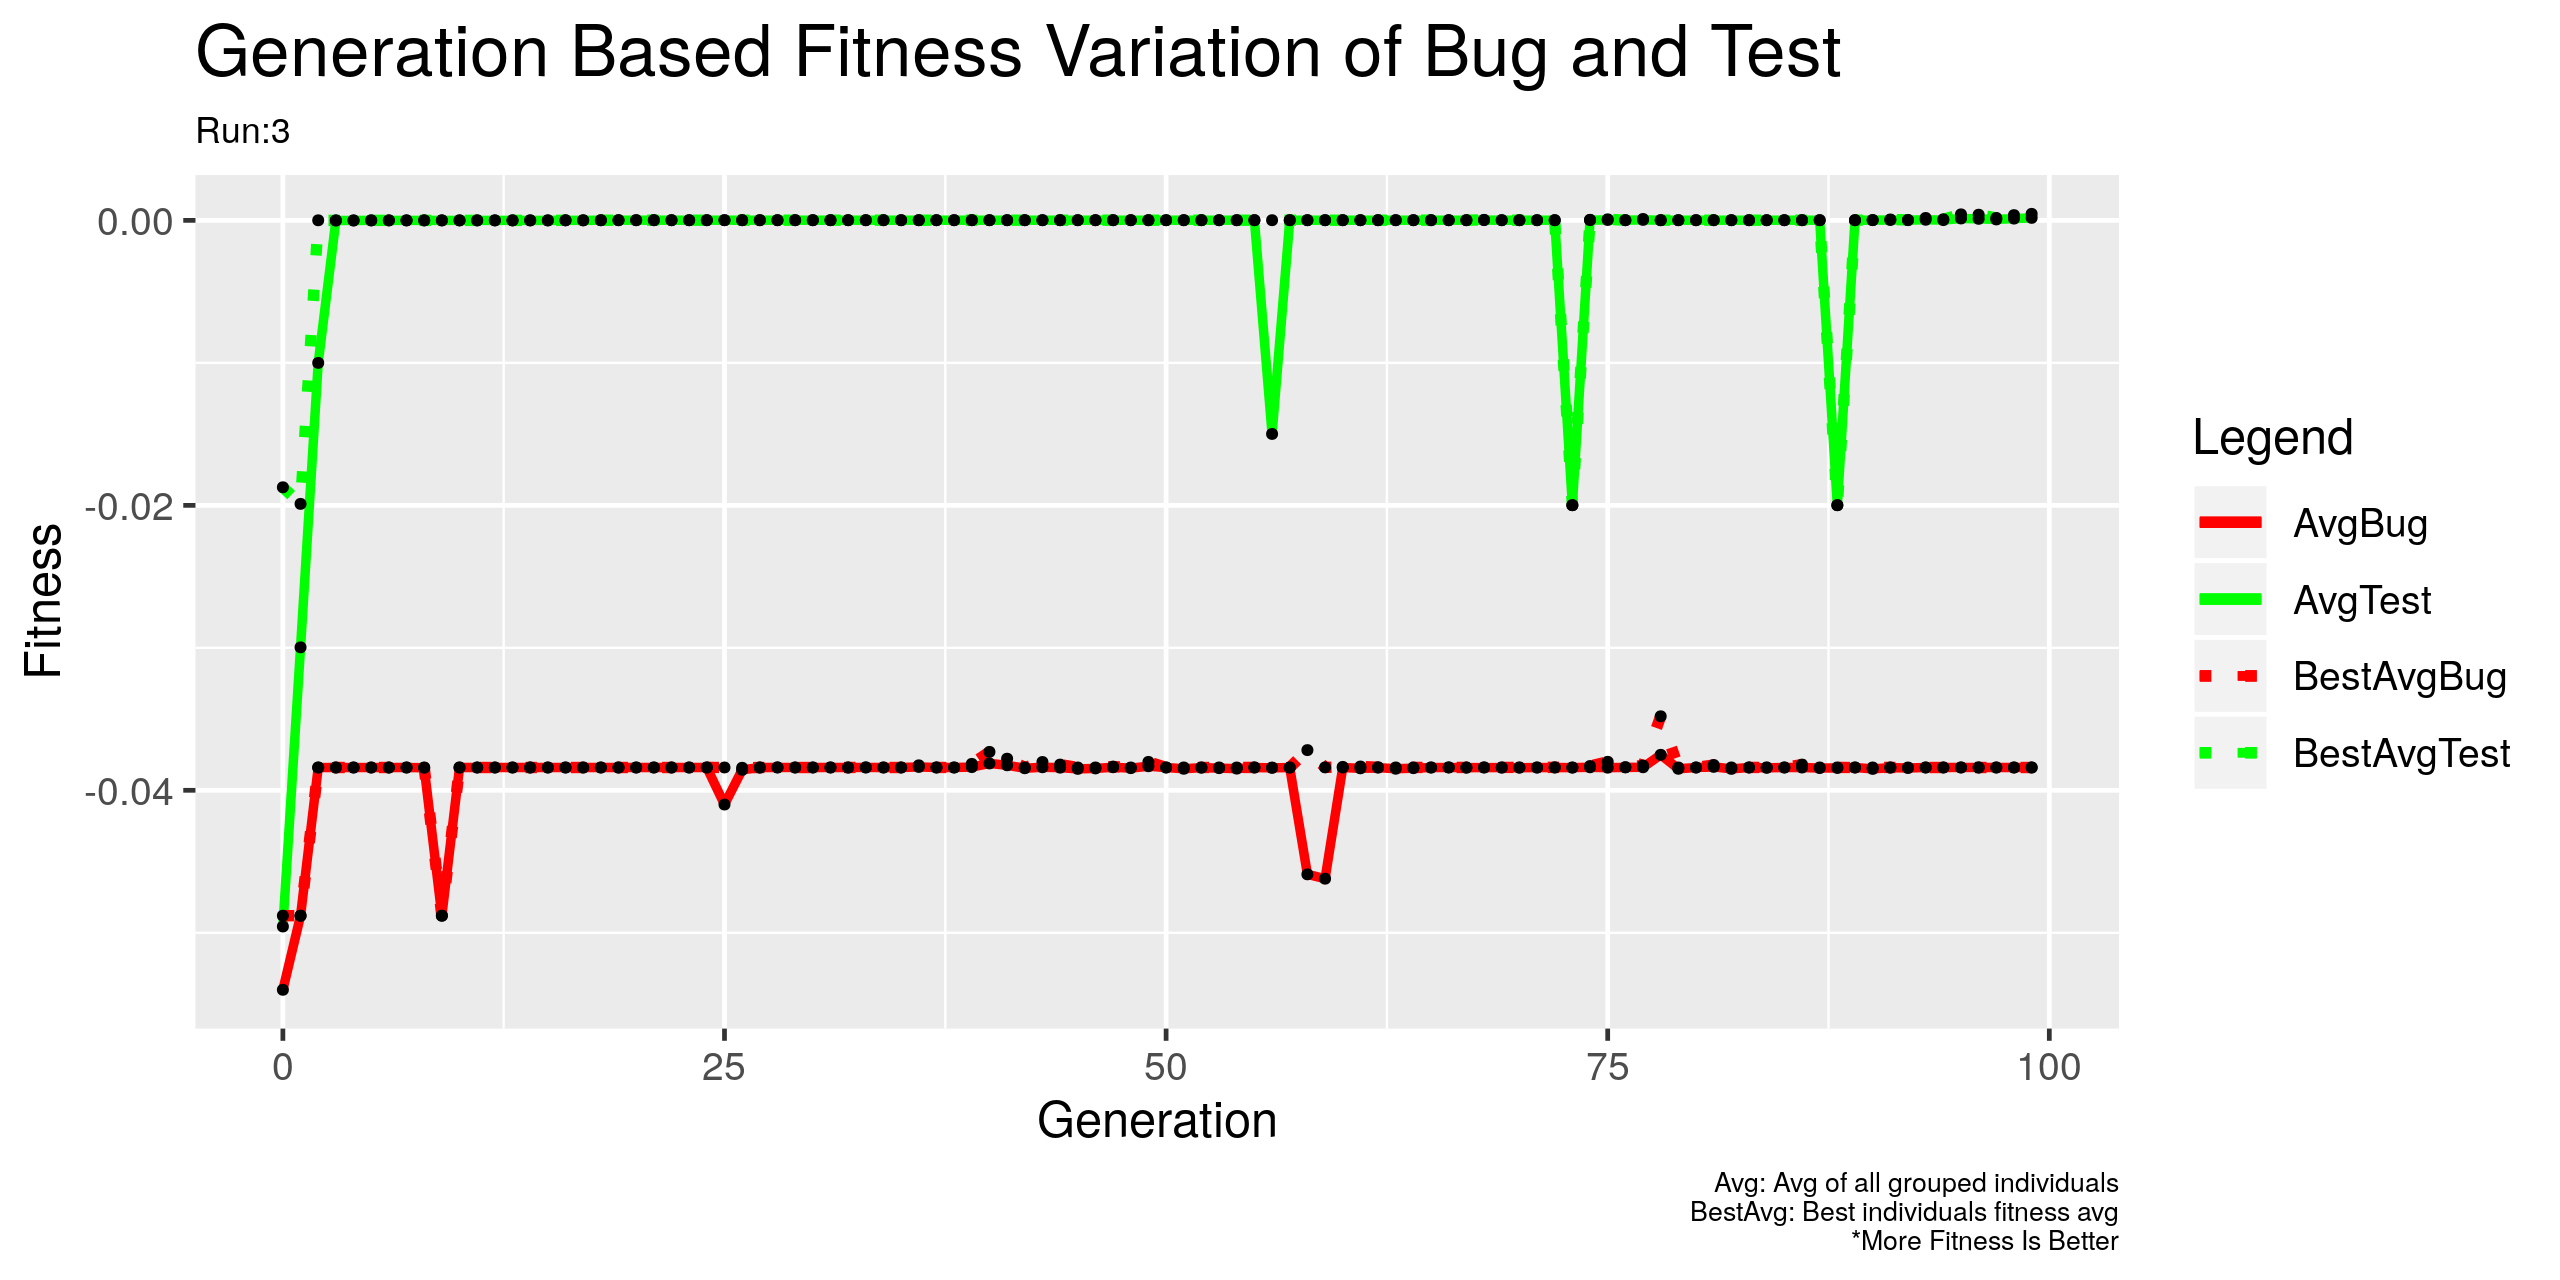 Generation Based Fitness Variation of Bug and Test
Run:3
0.00
-0.02
-0.04
Fitness
0
25
50
75
100
Generation
Legend
AvgBug
AvgTest
BestAvgBug
BestAvgTest
Avg: Avg of all grouped individuals
BestAvg: Best individuals fitness avg
*More Fitness Is Better